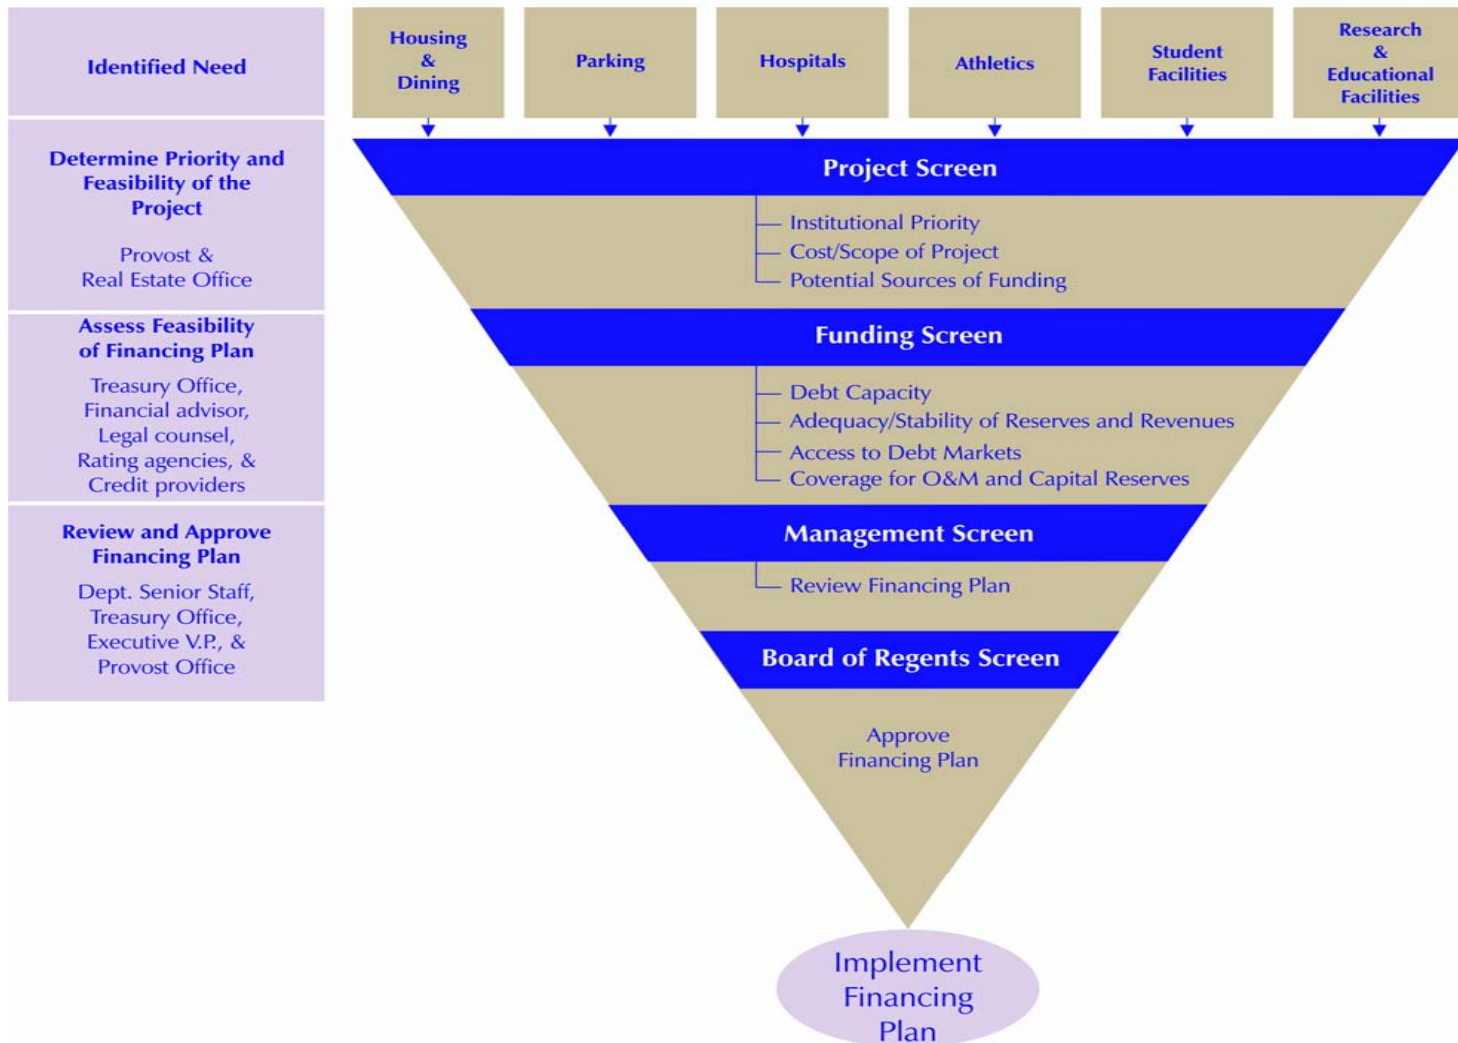 Identified Need
Housing
&
Dining
Parking
Hospitals
Athletics
Student
Facilities
Research
&
Educational
Facilities
Determine Priority and
Feasibility of the
Project
Provost &
Real Estate Office
Project Screen
Institutional Priority
Cost/Scope of Project
Potential Sources of Funding
Assess Feasibility
of Financing Plan
Treasury Office,
Financial advisor,
Legal counsel,
Rating agencies, &
Credit providers
Funding Screen
Debt Capacity
Adequacy/Stability of Reserves and Revenues
Access to Debt Markets
Coverage for O&M and Capital Reserves
Review and Approve
Financing Plan
Dept. Senior Staff,
Treasury Office,
Executive V.P., &
Provost Office
Management Screen
Review Financing Plan
Board of Regents Screen
Approve
Financing Plan
Implement
Financing
Plan